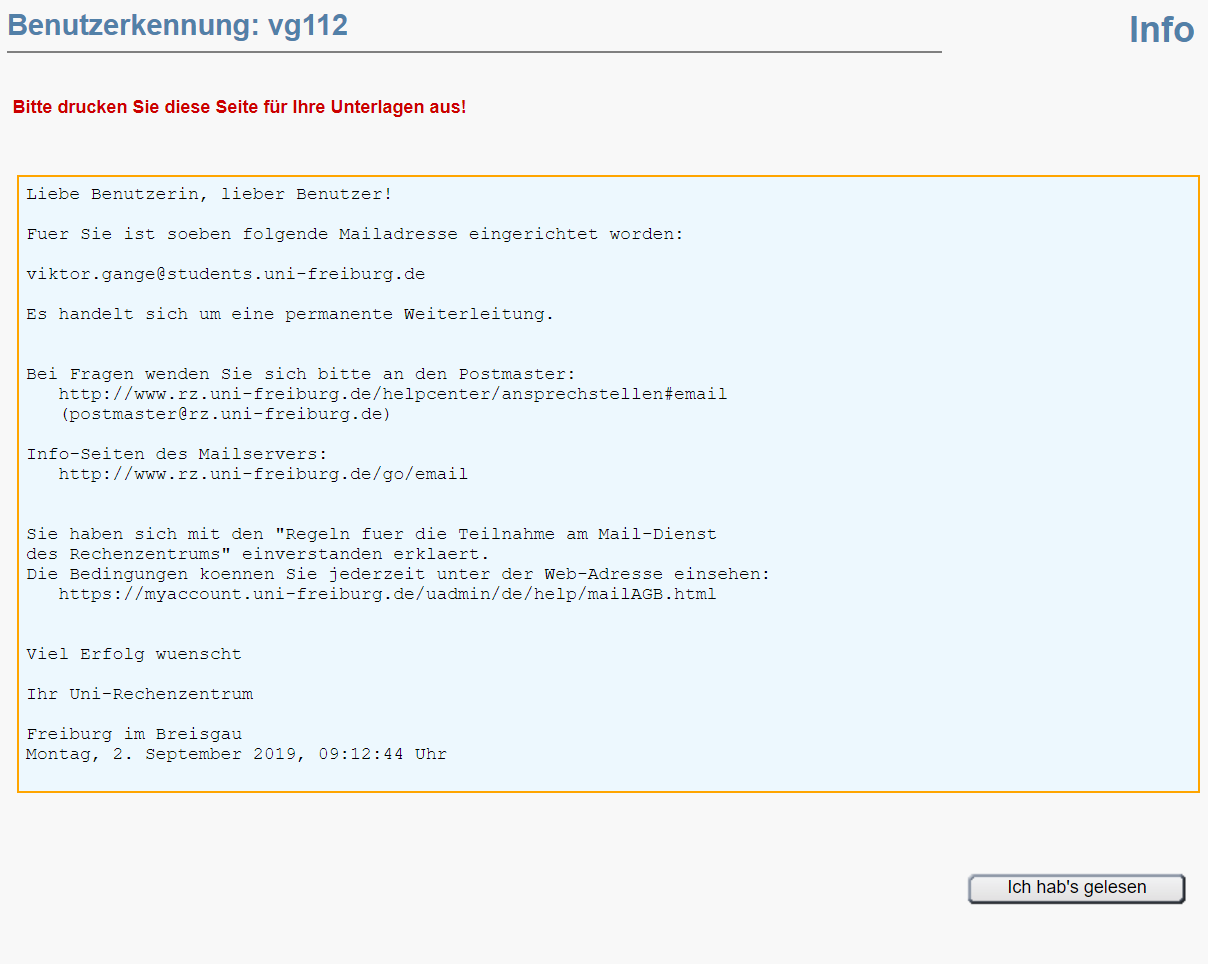 Benutzerkennung: vg112
Info
Bitte drucken Sie diese Seite für Ihre Unterlagen aus!
Liebe Benutzerin, lieber Benutzer!
Fuer Sie ist soeben folgende Mailadresse eingerichtet worden:
viktor.gange@students.uni-freiburg.de
Es handelt sich um eine permanente Weiterleitung.
Bei Fragen wenden Sie sich bitte an den Postmaster:
http://www.rz.uni-freiburg.de/helpcenter/ansprechstellen#email
(postmaster@rz.uni-freiburg.de)
Info-Seiten des Mailservers:
http://www.rz.uni-freiburg.de/go/email
Sie haben sich mit den "Regeln fuer die Teilnahme am Mail-Dienst
des Rechenzentrums" einverstanden erklaert.
Die Bedingungen koennen Sie jederzeit unter der Web-Adresse einsehen:
https://myaccount.uni-freiburg.de/uadmin/de/help/mailAGB.html
Viel Erfolg wuenscht
Ihr Uni-Rechenzentrum
Freiburg im Breisgau
Montag, 2. September 2019, 09:12:44 Uhr
Ich hab's gelesen